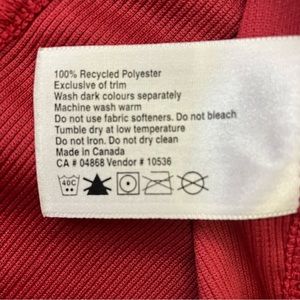 100% Recycled Polyester
Exclusive of trim
Wash dark colours separately
Machine wash warm
Do not use fabric softeners. Do not bleach
Tumble dry at low temperature
Do not iron. Do not dry clean
Made in Canada
CA # 04868 Vendor # 10536
40C